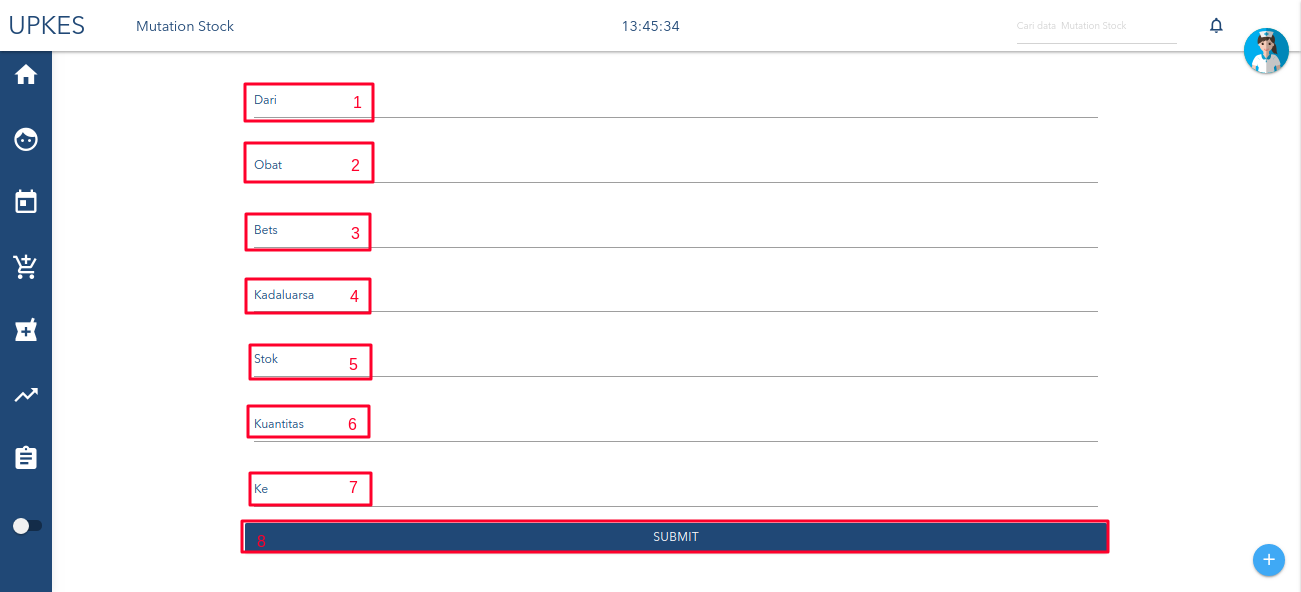 UPKES Mutation Stock 13:45:34 Cari data Mutation Stock
Dari 1
Obat 2
Bets 3
Kadaluarsa 4
Stok 5
Kuantitas 6
Ke 7
8 SUBMIT